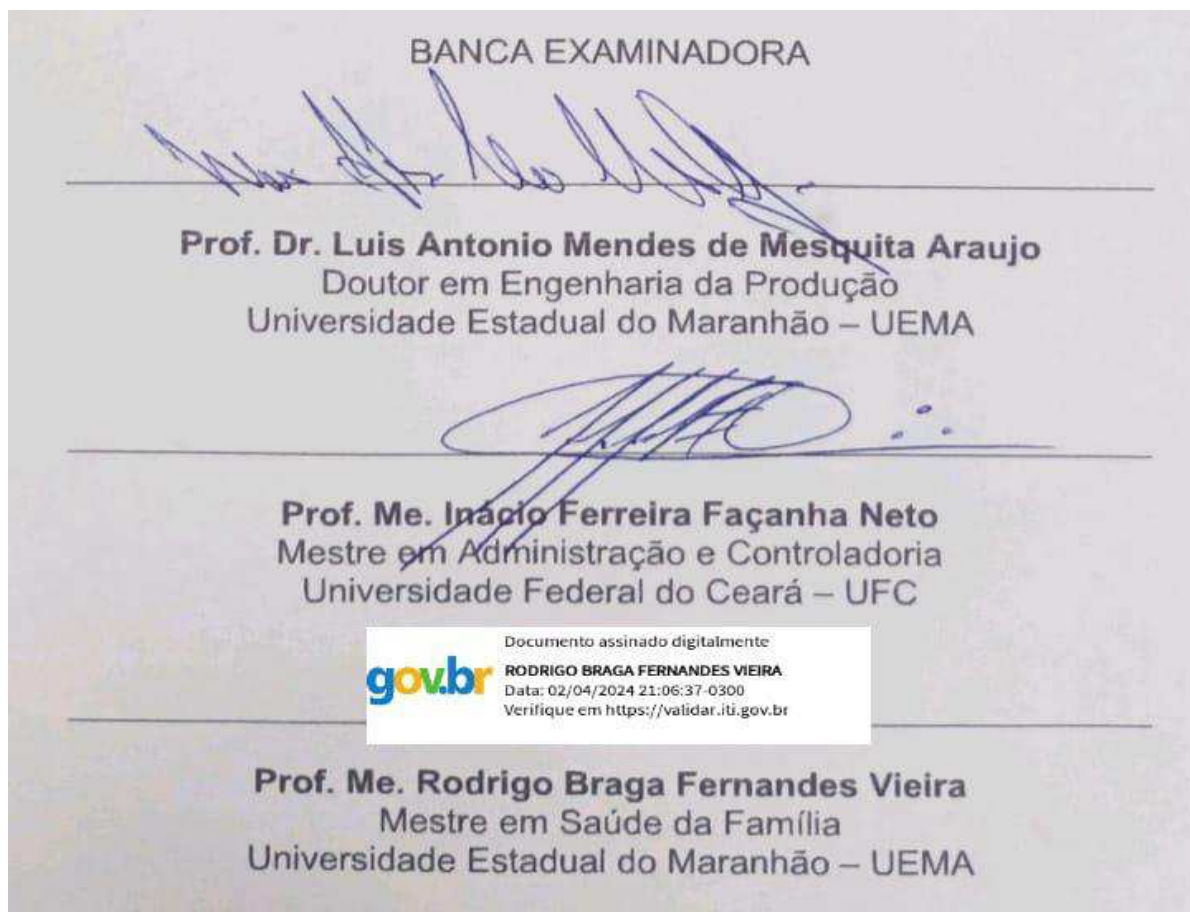 BANCA EXAMINADORA
Prof. Dr. Luis Antonio Mendes de Mesquita Araujo
Doutor em Engenharia da Produção
Universidade Estadual do Maranhão – UEMA
Prof. Me. Inácio Ferreira Façanha Neto
Mestre em Administração e Controladoria
Universidade Federal do Ceará – UFC
gov.br
Documento assinado digitalmente
RODRIGO BRAGA FERNANDES VIEIRA
Data: 02/04/2024 21:06:37-0300
Verifique em https://validar.iti.gov.br
Prof. Me. Rodrigo Braga Fernandes Vieira
Mestre em Saúde da Família
Universidade Estadual do Maranhão – UEMA